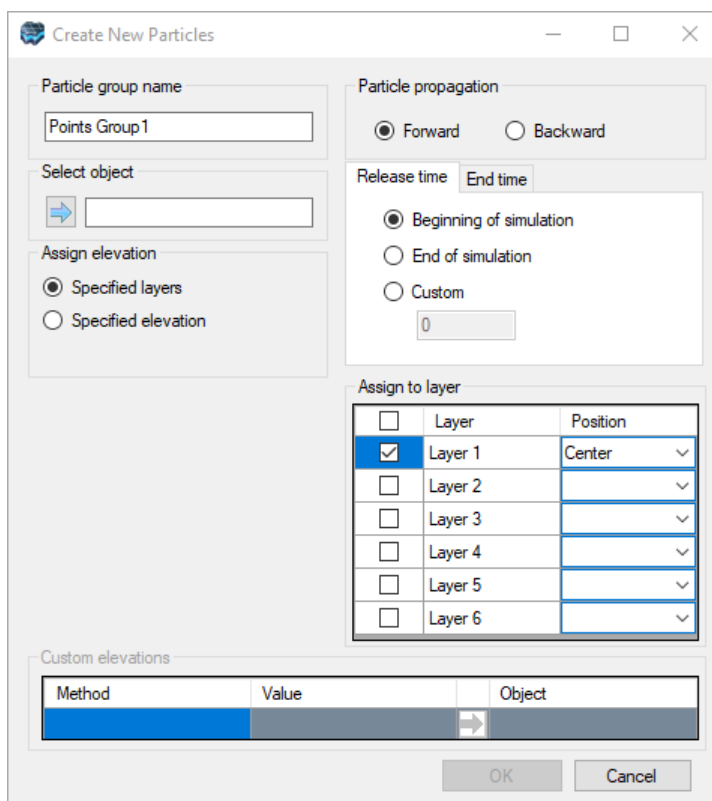 Create New Particles
Particle group name
Points Group1
Select object
Assign elevation
Specified layers
Specified elevation
Particle propagation
Forward Backward
Release time End time
Beginning of simulation
End of simulation
Custom
0
Assign to layer
Layer Position
Layer 1 Center
Layer 2
Layer 3
Layer 4
Layer 5
Layer 6
Custom elevations
Method Value Object
OK Cancel